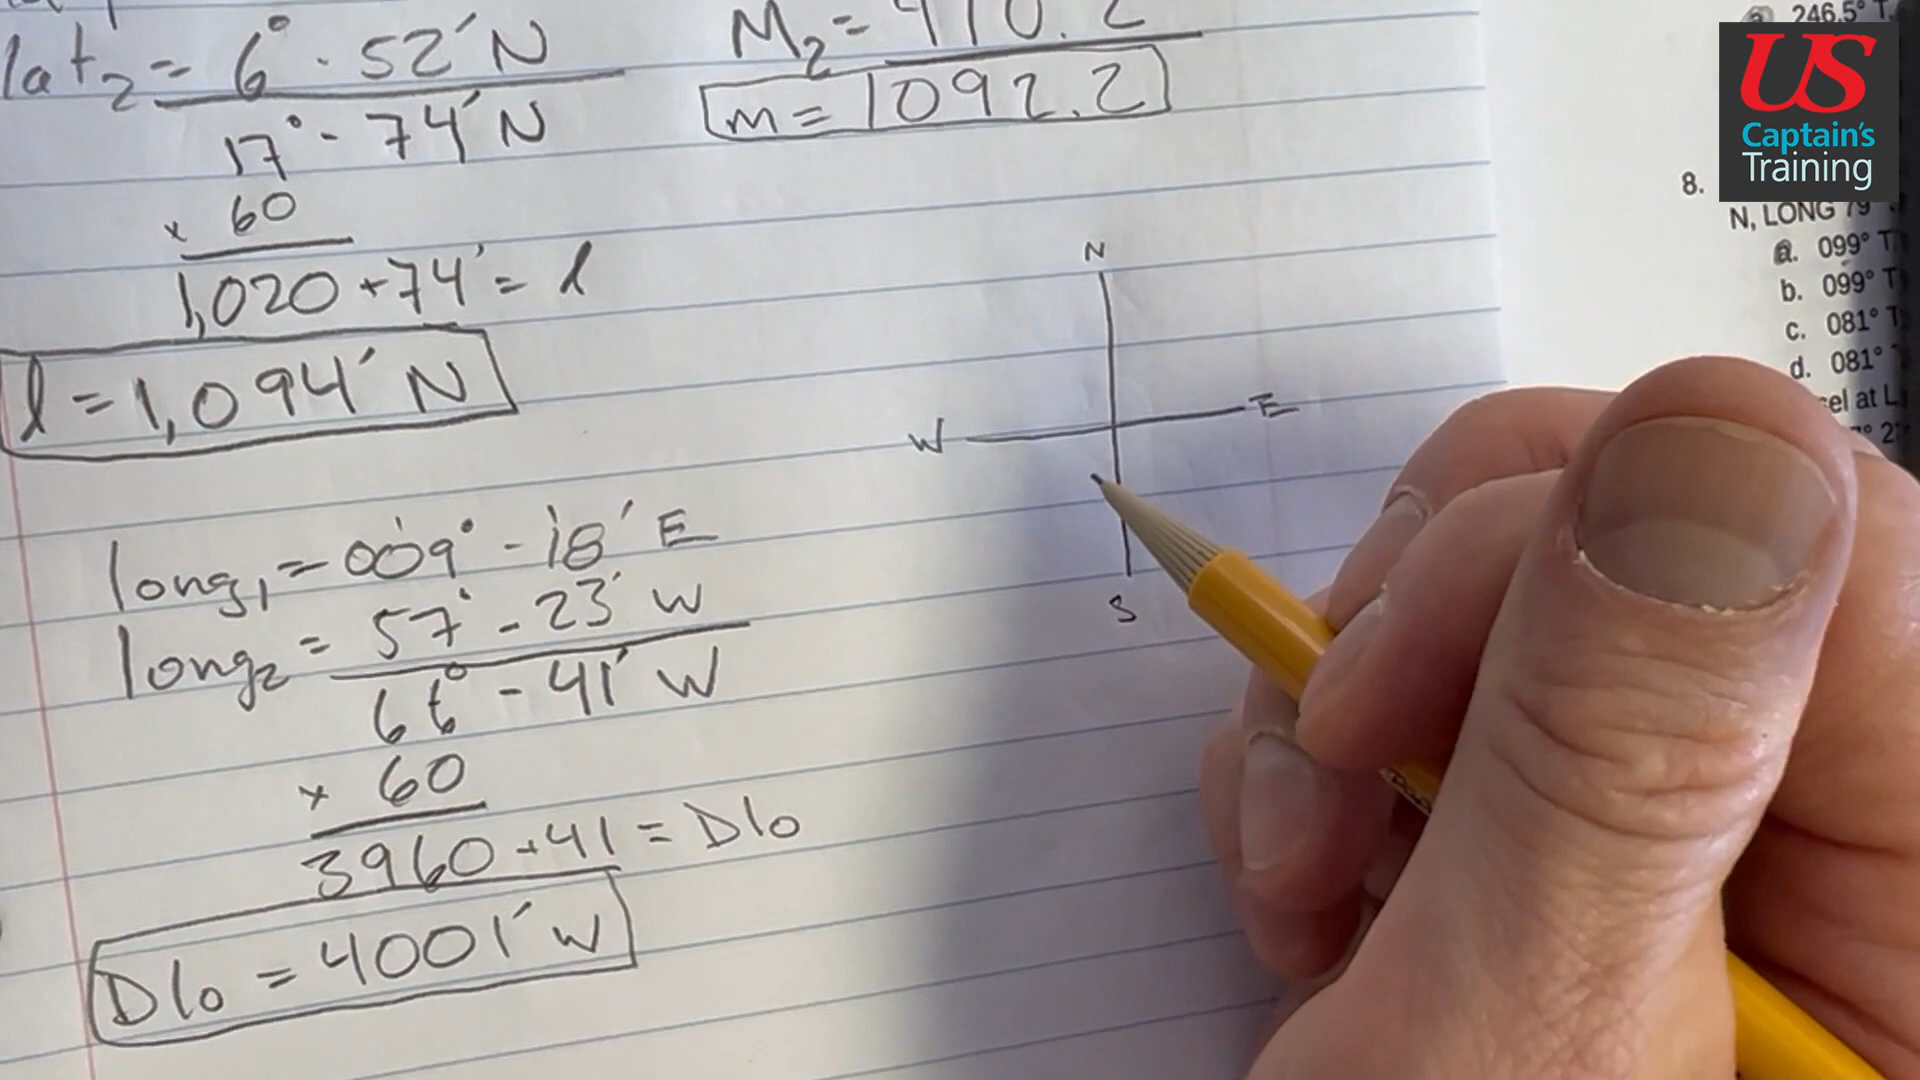 lat₂ = 6° - 52′ N
17° - 74′ N
x 60
1,020 + 74′ = l
l = 1,094′ N
M₂ = 410.2
m = 1092.2
long₁ = 009° - 18′ E
long₂ = 57° - 23′ W
66° - 41′ W
x 60
3960 + 41 = Dlo
Dlo = 4001′ W
N
W E
S
246.5° T
US
Captain's
Training
8.
N, LONG 79°
a. 099° T
b. 099° T
c. 081° T
d. 081°
sel at L